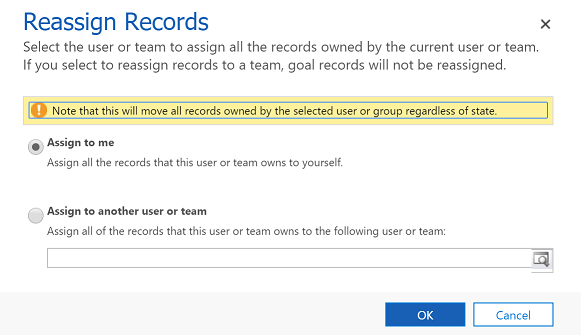 Reassign Records
Select the user or team to assign all the records owned by the current user or team.
If you select to reassign records to a team, goal records will not be reassigned.
Note that this will move all records owned by the selected user or group regardless of state.
Assign to me
Assign all the records that this user or team owns to yourself.
Assign to another user or team
Assign all of the records that this user or team owns to the following user or team:
OK
Cancel